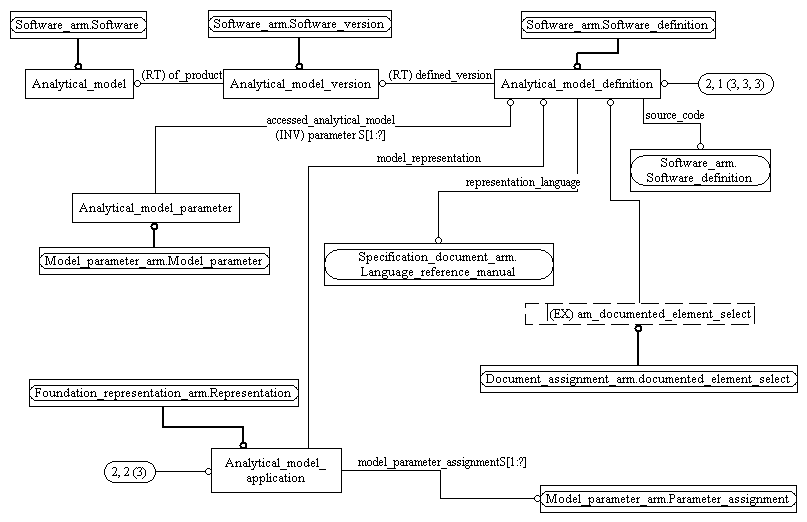 Software_arm.Software
Software_arm.Software_version
Software_arm.Software_definition
Analytical_model
(RT) of_product
Analytical_model_version
(RT) defined_version
Analytical_model_definition
2, 1 (3, 3, 3)
accessed_analytical_model
(INV) parameter S[1:?]
source_code
model_representation
Software_arm.
Software_definition
representation_language
Analytical_model_parameter
Model_parameter_arm.Model_parameter
Specification_document_arm.
Language_reference_manual
(EX) am_documented_element_select
Document_assignment_arm.documented_element_select
Foundation_representation_arm.Representation
2, 2 (3)
Analytical_model_
application
model_parameter_assignmentS[1:?]
Model_parameter_arm.Parameter_assignment